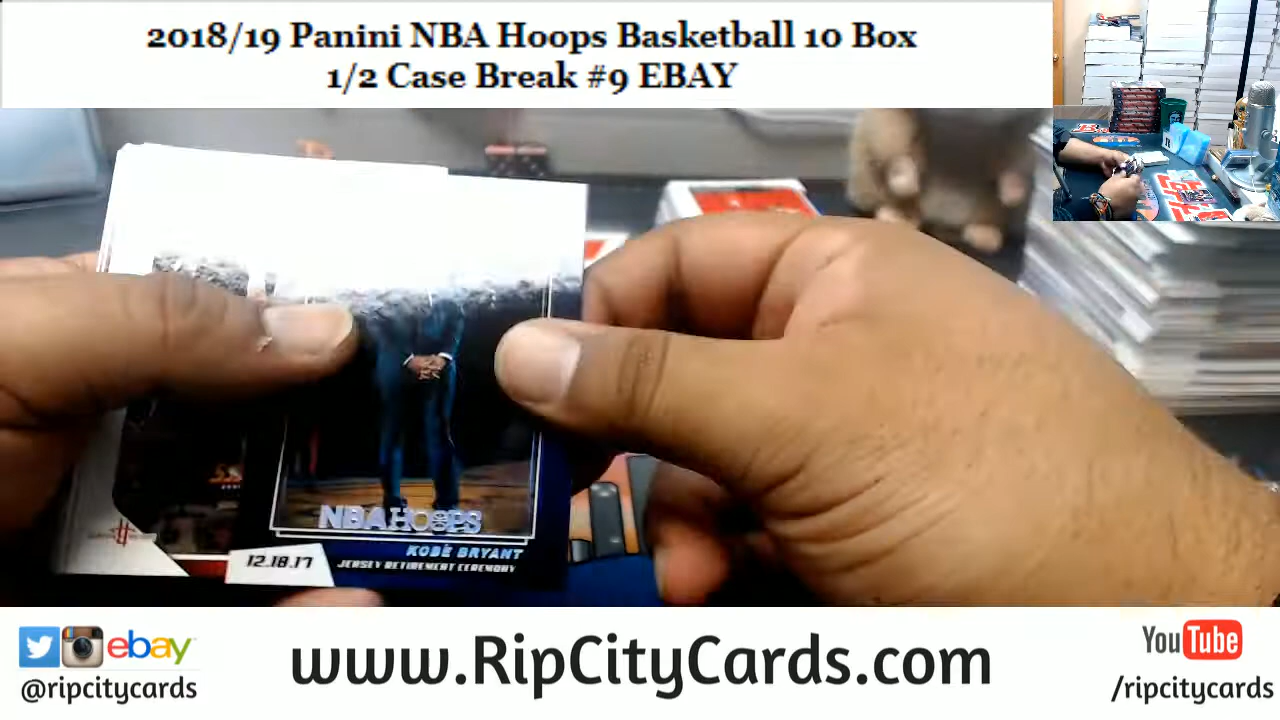 2018/19 Panini NBA Hoops Basketball 10 Box
1/2 Case Break #9 EBAY
NBA HOOPS
KOBE BRYANT
12.18.17
JERSEY RETIREMENT CEREMONY
ebay
@ripcitycards
www.RipCityCards.com
YouTube
/ripcitycards